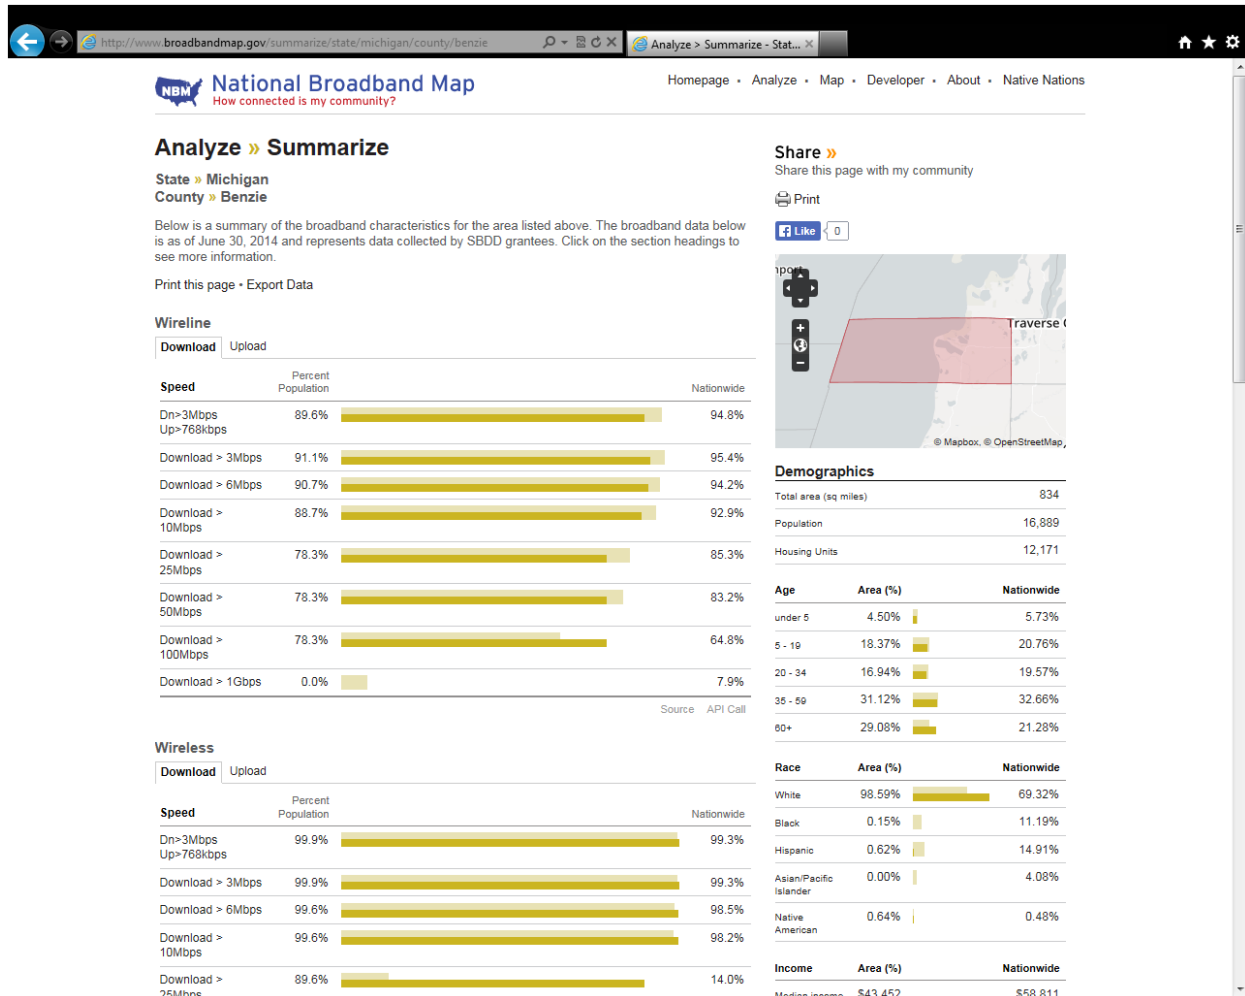 http://www.broadbandmap.gov/summarize/state/michigan/county/benzie
Analyze > Summarize - Stat...
NBM
National Broadband Map
How connected is my community?
Homepage • Analyze • Map • Developer • About • Native Nations
Analyze » Summarize
State » Michigan
County » Benzie
Below is a summary of the broadband characteristics for the area listed above. The broadband data below
is as of June 30, 2014 and represents data collected by SBDD grantees. Click on the section headings to
see more information.
Print this page • Export Data
Wireline
Download Upload
Speed Percent Population Nationwide
Dn>3Mbps 89.6% 94.8%
Up>768kbps
Download > 3Mbps 91.1% 95.4%
Download > 6Mbps 90.7% 94.2%
Download > 88.7% 92.9%
10Mbps
Download > 78.3% 85.3%
25Mbps
Download > 78.3% 83.2%
50Mbps
Download > 78.3% 64.8%
100Mbps
Download > 1Gbps 0.0% 7.9%
Source API Call
Wireless
Download Upload
Speed Percent Population Nationwide
Dn>3Mbps 99.9% 99.3%
Up>768kbps
Download > 3Mbps 99.9% 99.3%
Download > 6Mbps 99.6% 98.5%
Download > 99.6% 98.2%
10Mbps
Download > 89.6% 14.0%
25Mbps
Share »
Share this page with my community
Print
Like 0
Traverse
© Mapbox, © OpenStreetMap
Demographics
Total area (sq miles) 834
Population 16,889
Housing Units 12,171
Age Area (%) Nationwide
under 5 4.50% 5.73%
5 - 19 18.37% 20.76%
20 - 34 16.94% 19.57%
35 - 59 31.12% 32.66%
60+ 29.08% 21.28%
Race Area (%) Nationwide
White 98.59% 69.32%
Black 0.15% 11.19%
Hispanic 0.62% 14.91%
Asian/Pacific 0.00% 4.08%
Islander
Native 0.64% 0.48%
American
Income Area (%) Nationwide
Median income $43,452 $58,811